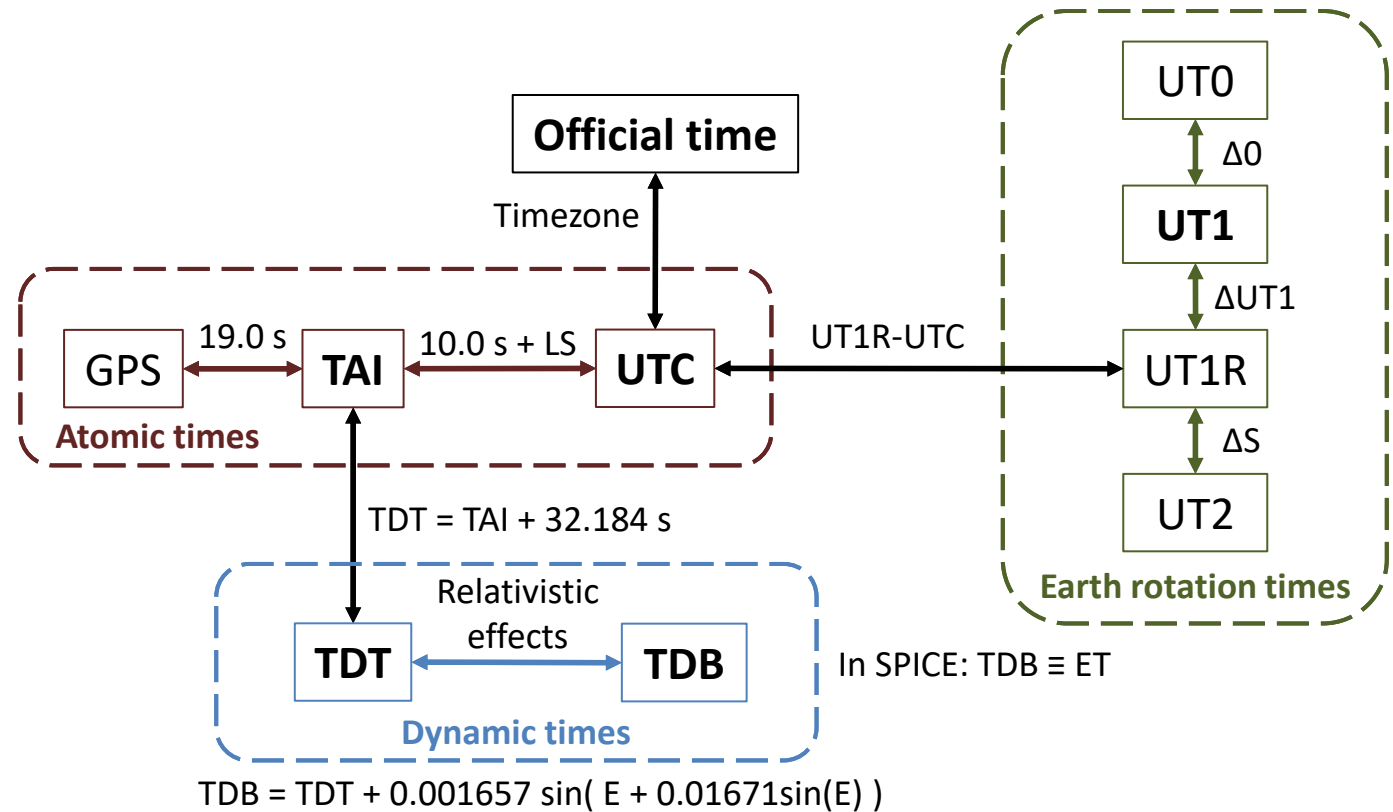 UT0
Δ0
Official time
Timezone
UT1
ΔUT1
GPS
19.0 s
TAI
10.0 s + LS
UTC
UT1R-UTC
UT1R
Atomic times
ΔS
UT2
TDT = TAI + 32.184 s
Earth rotation times
Relativistic
effects
TDT
TDB
In SPICE: TDB ≡ ET
Dynamic times
TDB = TDT + 0.001657 sin( E + 0.01671sin(E) )